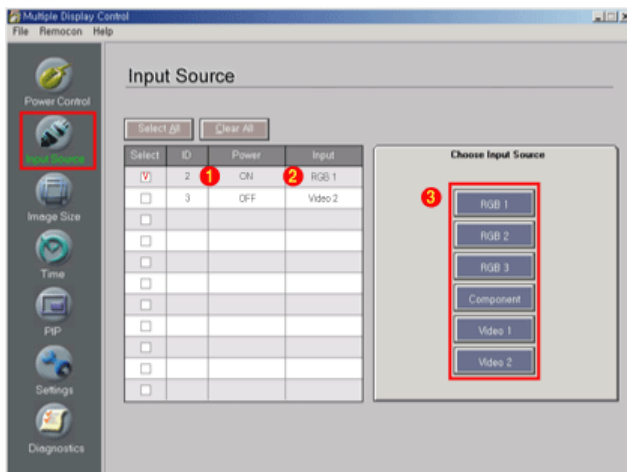 Multiple Display Control
File Remocon Help
Power Control
Input Source
Image Size
Time
PIP
Settings
Diagnostics
Input Source
Select All Clear All
Select ID Power Input
V 2 1 ON 2 RGB 1
3 OFF Video 2
Choose Input Source
3
RGB 1
RGB 2
RGB 3
Component
Video 1
Video 2